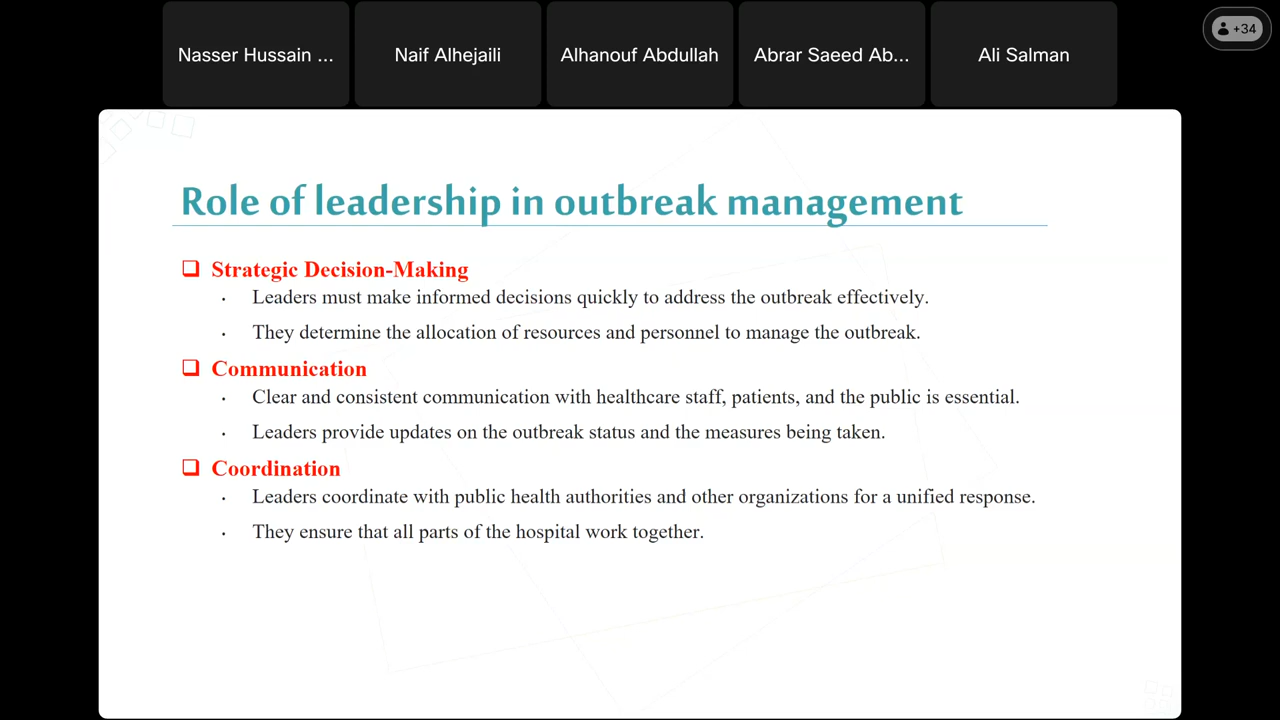 Nasser Hussain ...
Naif Alhejaili
Alhanouf Abdullah
Abrar Saeed Ab...
Ali Salman
+34
Role of leadership in outbreak management
❑ Strategic Decision-Making
· Leaders must make informed decisions quickly to address the outbreak effectively.
· They determine the allocation of resources and personnel to manage the outbreak.
❑ Communication
· Clear and consistent communication with healthcare staff, patients, and the public is essential.
· Leaders provide updates on the outbreak status and the measures being taken.
❑ Coordination
· Leaders coordinate with public health authorities and other organizations for a unified response.
· They ensure that all parts of the hospital work together.